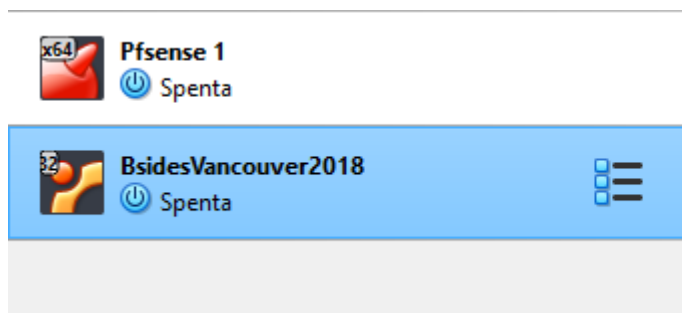 x64
Pfsense 1
Spenta
32
BsidesVancouver2018
Spenta